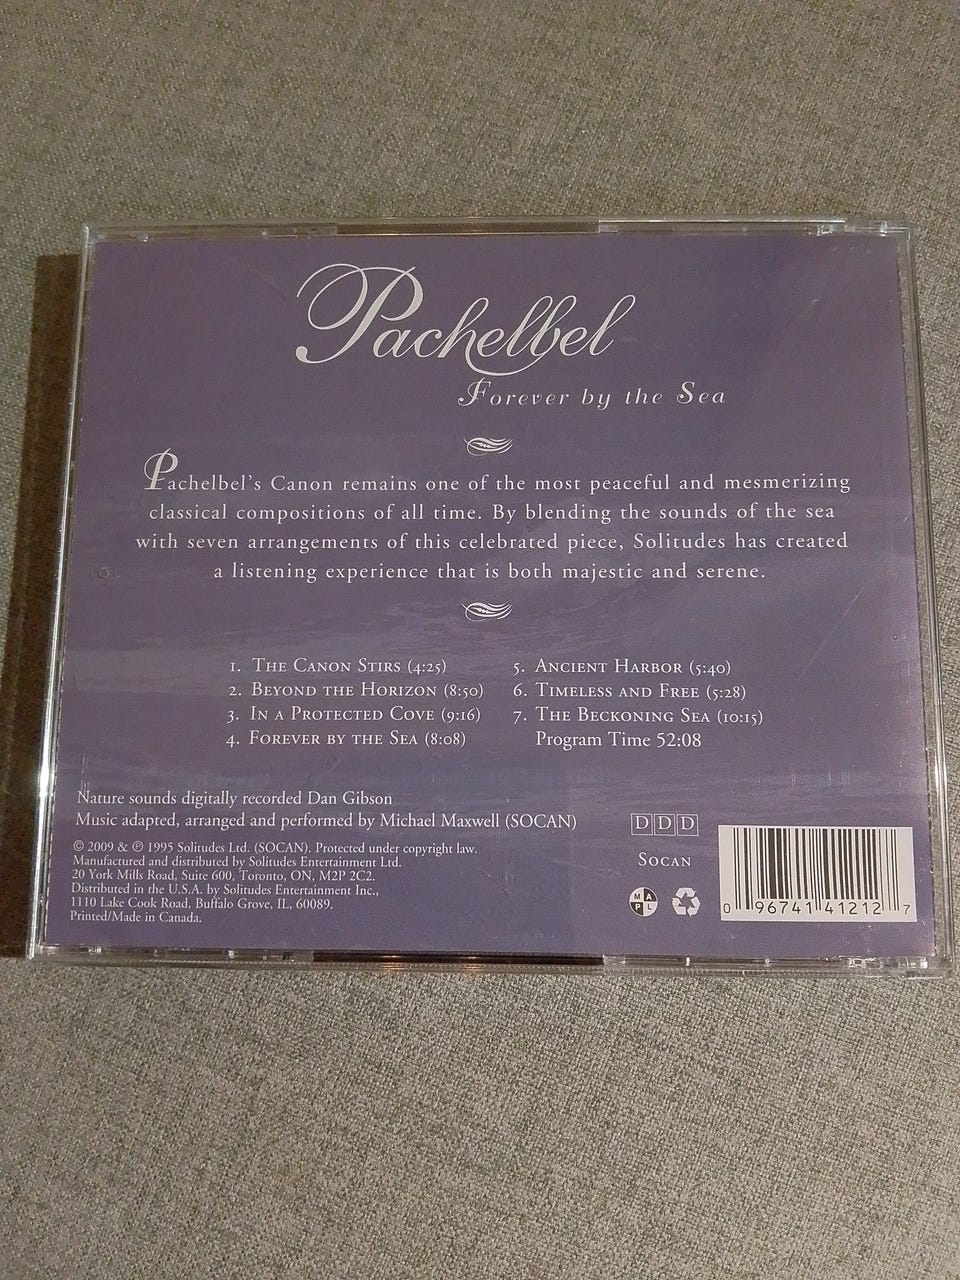 Pachelbel
Forever by the Sea
Pachelbel's Canon remains one of the most peaceful and mesmerizing
classical compositions of all time. By blending the sounds of the sea
with seven arrangements of this celebrated piece, Solitudes has created
a listening experience that is both majestic and serene.
1. The Canon Stirs (4:25)
2. Beyond the Horizon (8:50)
3. In a Protected Cove (9:16)
4. Forever by the Sea (8:08)
5. Ancient Harbor (5:40)
6. Timeless and Free (5:28)
7. The Beckoning Sea (10:15)
Program Time 52:08
Nature sounds digitally recorded Dan Gibson
Music adapted, arranged and performed by Michael Maxwell (SOCAN)
© 2009 & ℗ 1995 Solitudes Ltd. (SOCAN). Protected under copyright law.
Manufactured and distributed by Solitudes Entertainment Ltd.
20 York Mills Road, Suite 600, Toronto, ON, M2P 2C2.
Distributed in the U.S.A. by Solitudes Entertainment Inc.,
1110 Lake Cook Road, Buffalo Grove, IL, 60089.
Printed/Made in Canada.
DDD
Socan
MAPL
0 96741 41212 7